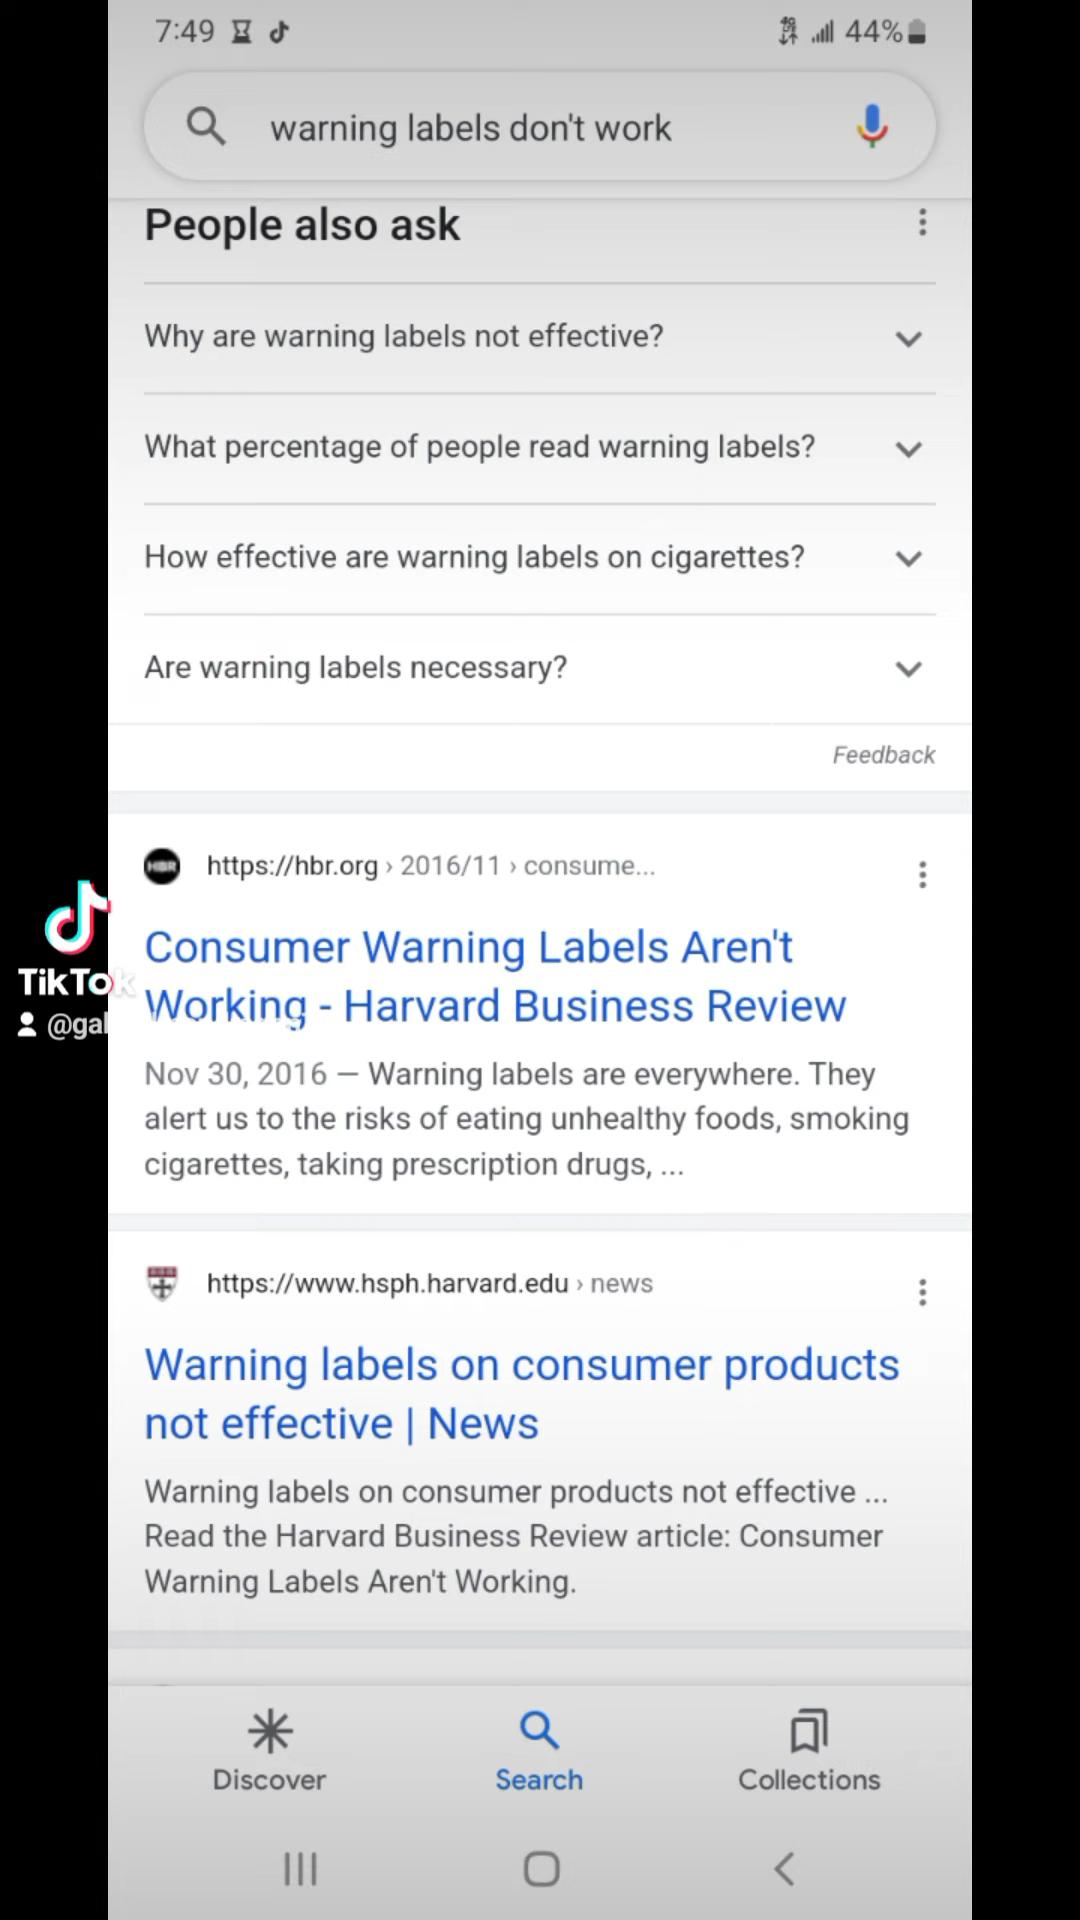 7:49
44%
warning labels don't work
People also ask
Why are warning labels not effective?
What percentage of people read warning labels?
How effective are warning labels on cigarettes?
Are warning labels necessary?
Feedback
HBR
https://hbr.org › 2016/11 › consume...
Consumer Warning Labels Aren't
Working - Harvard Business Review
TikTok
@gal
Nov 30, 2016 — Warning labels are everywhere. They
alert us to the risks of eating unhealthy foods, smoking
cigarettes, taking prescription drugs, ...
https://www.hsph.harvard.edu › news
Warning labels on consumer products
not effective | News
Warning labels on consumer products not effective ...
Read the Harvard Business Review article: Consumer
Warning Labels Aren't Working.
Discover
Search
Collections